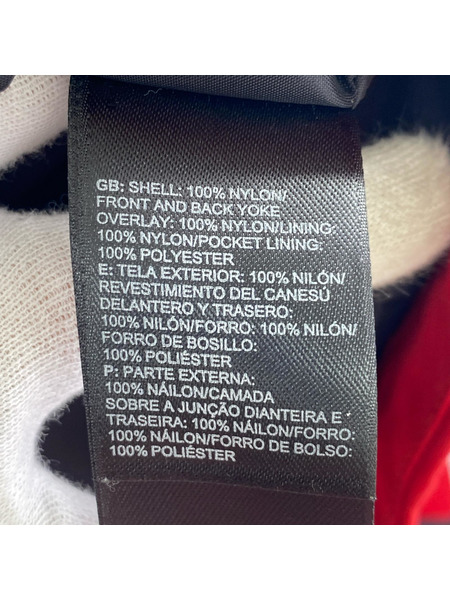 GB: SHELL: 100% NYLON/
FRONT AND BACK YOKE
OVERLAY: 100% NYLON/LINING:
100% NYLON/POCKET LINING:
100% POLYESTER
E: TELA EXTERIOR: 100% NILÓN/
REVESTIMIENTO DEL CANESÚ
DELANTERO Y TRASERO:
100% NILÓN/FORRO: 100% NILÓN/
FORRO DE BOSILLO:
100% POLIÉSTER
P: PARTE EXTERNA:
100% NÁILON/CAMADA
SOBRE A JUNÇÃO DIANTEIRA E
TRASEIRA: 100% NÁILON/FORRO:
100% NÁILON/FORRO DE BOLSO:
100% POLIÉSTER